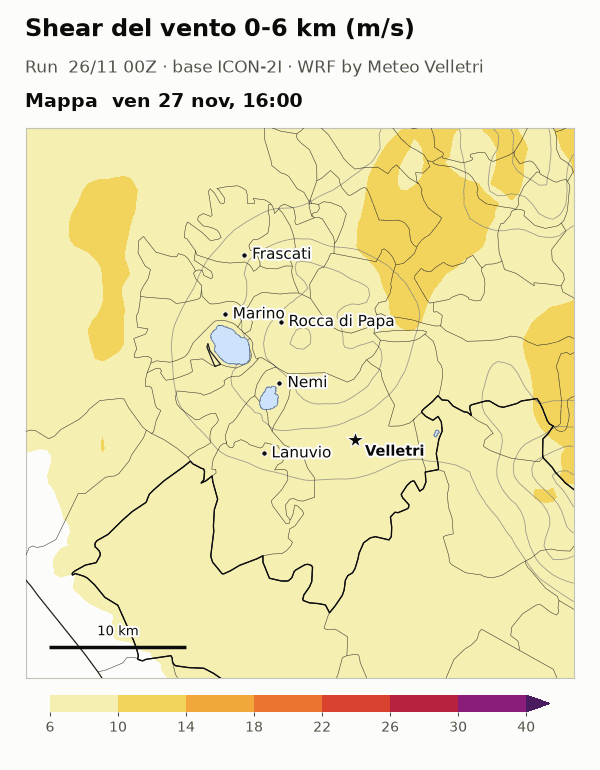 Shear del vento 0-6 km (m/s)
Run  26/11 00Z · base ICON-2I · WRF by Meteo Velletri
Mappa  ven 27 nov, 16:00
Frascati
Marino
Rocca di Papa
Nemi
Velletri
Lanuvio
10 km
6 10 14 18 22 26 30 40